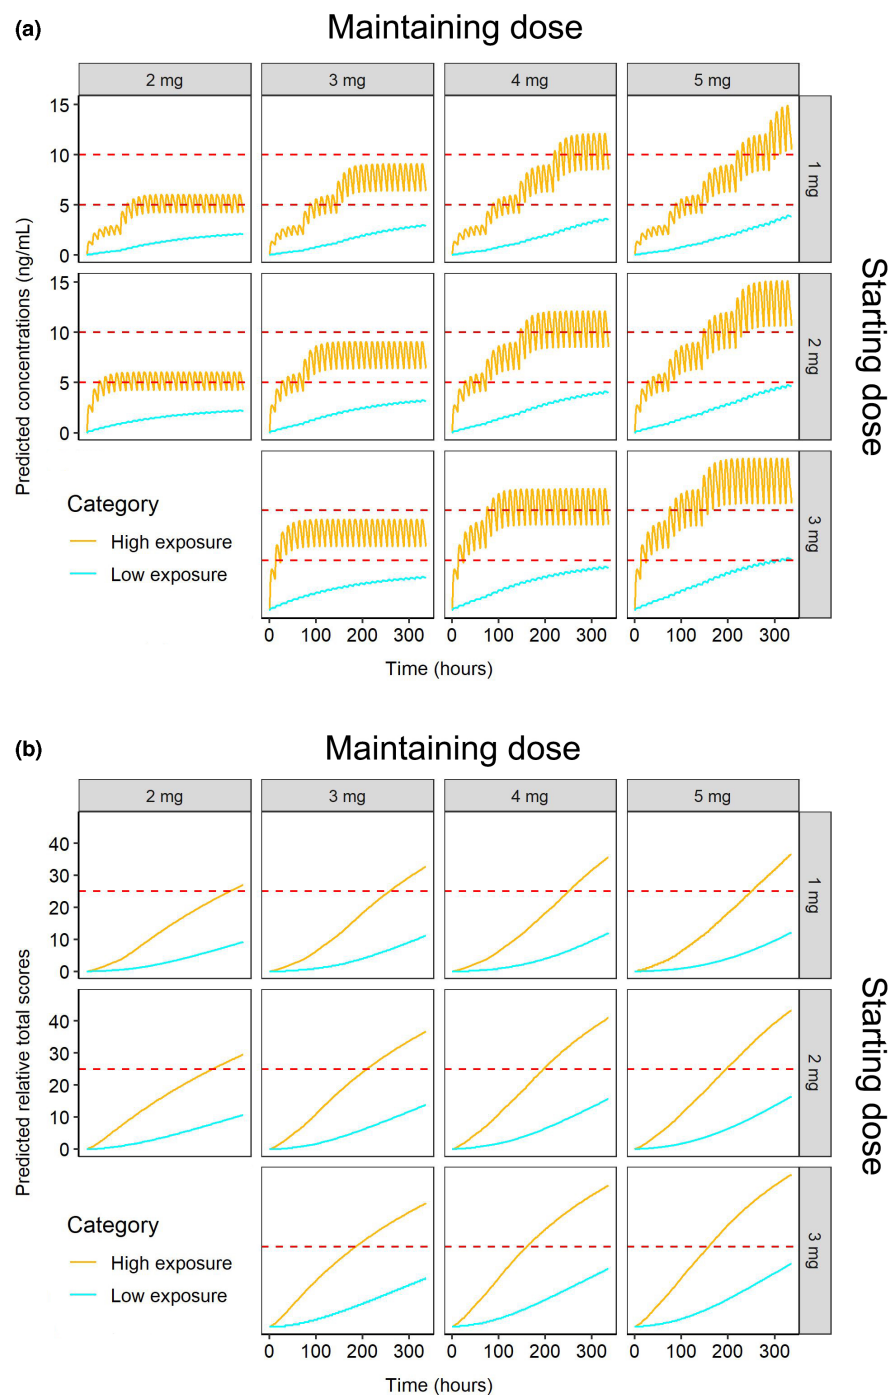 (a)
Maintaining dose
2 mg
3 mg
4 mg
5 mg
Predicted concentrations (ng/mL)
15
10
5
0
1 mg
15
10
5
0
2 mg
Starting dose
Category
High exposure
Low exposure
3 mg
0 100 200 300
0 100 200 300
0 100 200 300
Time (hours)
(b)
Maintaining dose
2 mg
3 mg
4 mg
5 mg
Predicted relative total scores
40
30
20
10
0
1 mg
40
30
20
10
0
2 mg
Starting dose
Category
High exposure
Low exposure
3 mg
0 100 200 300
0 100 200 300
0 100 200 300
Time (hours)